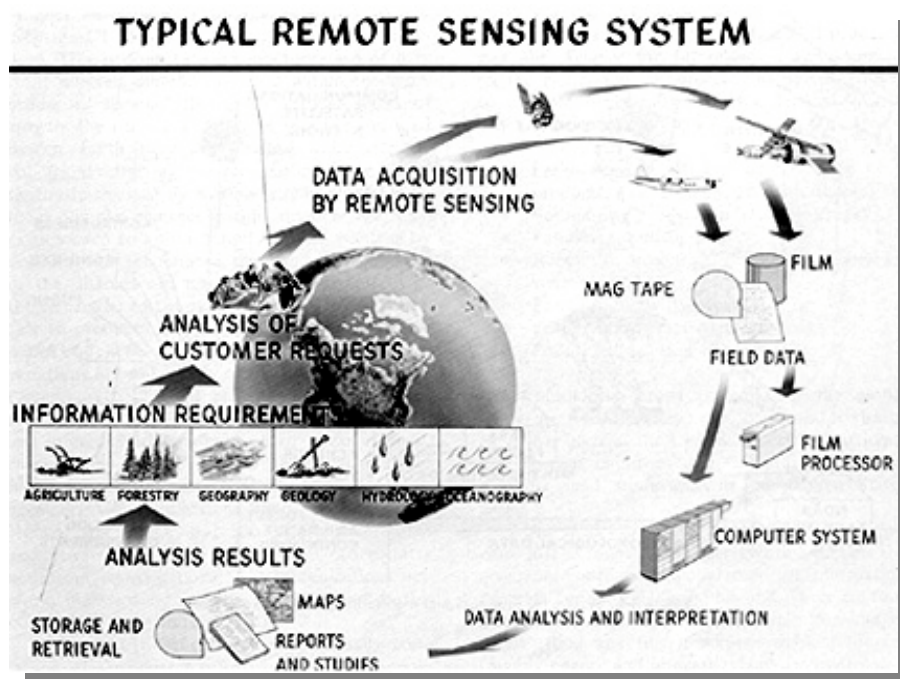 TYPICAL REMOTE SENSING SYSTEM
DATA ACQUISITION
BY REMOTE SENSING
FILM
MAG TAPE
FIELD DATA
FILM
PROCESSOR
COMPUTER SYSTEM
DATA ANALYSIS AND INTERPRETATION
ANALYSIS OF
CUSTOMER REQUESTS
INFORMATION REQUIREMENTS
AGRICULTURE FORESTRY GEOGRAPHY GEOLOGY HYDROLOGY OCEANOGRAPHY
ANALYSIS RESULTS
MAPS
STORAGE AND
RETRIEVAL
REPORTS
AND STUDIES